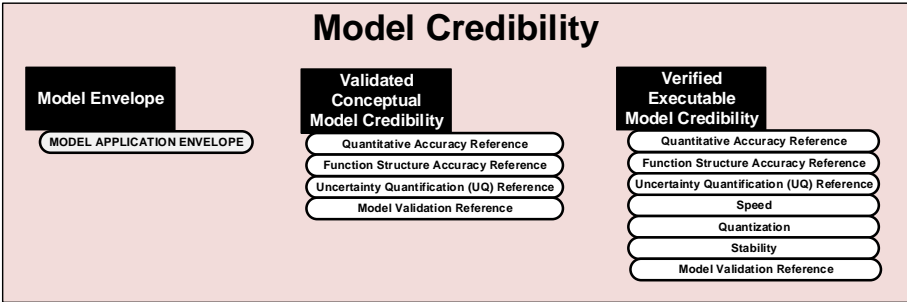 Model Credibility
Model Envelope
MODEL APPLICATION ENVELOPE
Validated
Conceptual
Model Credibility
Quantitative Accuracy Reference
Function Structure Accuracy Reference
Uncertainty Quantification (UQ) Reference
Model Validation Reference
Verified
Executable
Model Credibility
Quantitative Accuracy Reference
Function Structure Accuracy Reference
Uncertainty Quantification (UQ) Reference
Speed
Quantization
Stability
Model Validation Reference